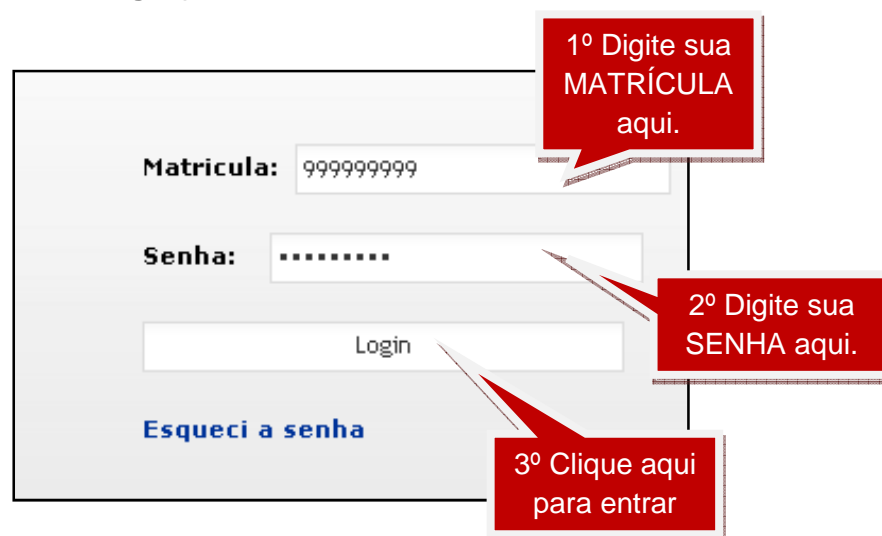 1º Digite sua
MATRÍCULA
aqui.
Matricula: 999999999
Senha: •••••••••
2º Digite sua
SENHA aqui.
Login
Esqueci a senha
3º Clique aqui
para entrar